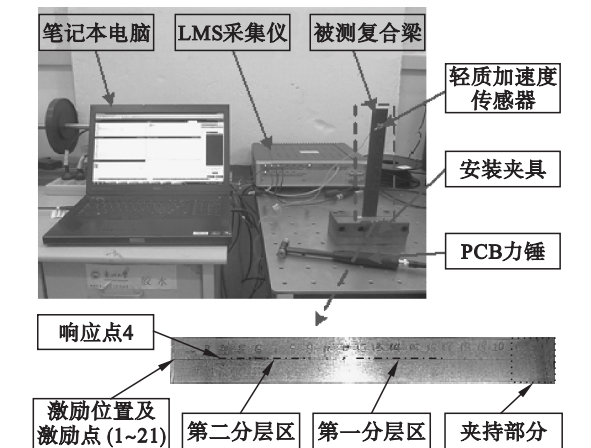 笔记本电脑
LMS采集仪
被测复合梁
轻质加速度
传感器
安装夹具
PCB力锤
胶水
响应点4
激励位置及
激励点 (1~21)
第二分层区
第一分层区
夹持部分